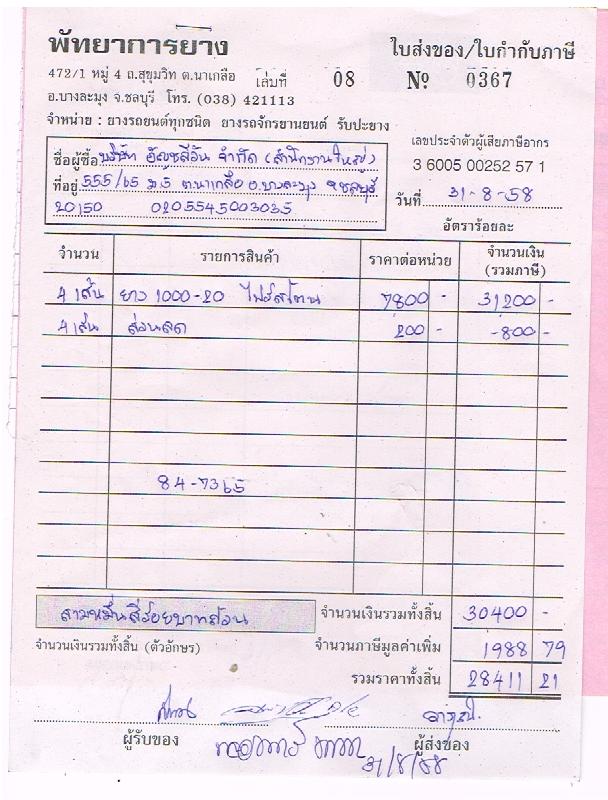 พัทยาการยาง
ใบส่งของ/ใบกำกับภาษี
472/1 หมู่ 4 ถ.สุขุมวิท ต.นาเกลือ เล่มที่ 08 № 0367
อ.บางละมุง จ.ชลบุรี โทร. (038) 421113
จำหน่าย : ยางรถยนต์ทุกชนิด ยางรถจักรยานยนต์ รับปะยาง
เลขประจำตัวผู้เสียภาษีอากร
3 6005 00252 57 1
ชื่อผู้ซื้อ บริษัท อัญชลีอัน จำกัด (สำนักงานใหญ่)
ที่อยู่ 555/65 ม.5 ต.นาเกลือ อ.บางละมุง จ.ชลบุรี
20150 0205545003035
วันที่ 31-8-58
อัตราร้อยละ
จำนวน รายการสินค้า ราคาต่อหน่วย จำนวนเงิน
(รวมภาษี)
4 เส้น ยาง 1000-20 ไฟร์สโตน 7800 - 31200 -
4 เส้น ส่วนลด 200 - -800 -
84-7365
สามหมื่นสี่ร้อยบาทถ้วน จำนวนเงินรวมทั้งสิ้น 30400 -
จำนวนเงินรวมทั้งสิ้น (ตัวอักษร) จำนวนภาษีมูลค่าเพิ่ม 1988 79
รวมราคาทั้งสิ้น 28411 21
ผู้รับของ ผู้ส่งของ
31/8/58